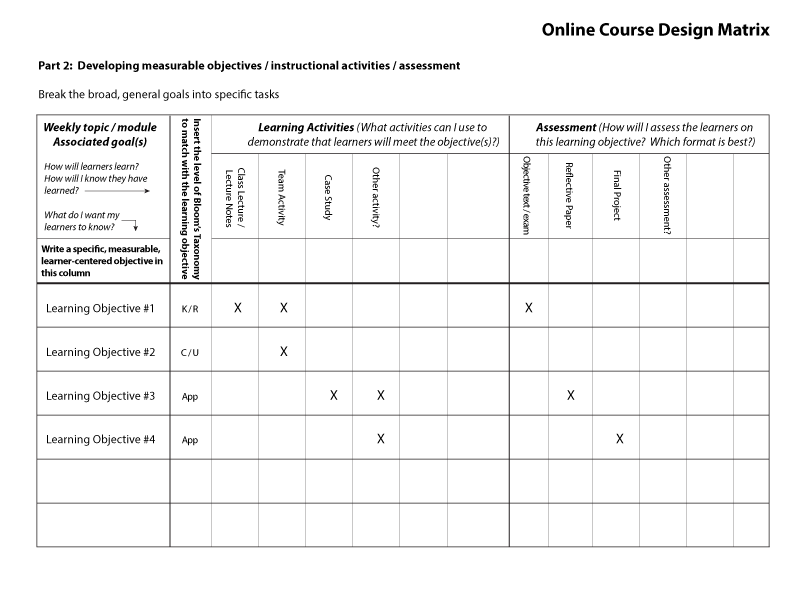 Online Course Design Matrix
Part 2: Developing measurable objectives / instructional activities / assessment
Break the broad, general goals into specific tasks
Weekly topic / module
Associated goal(s)
How will learners learn?
How will I know they have
learned?
What do I want my
learners to know?
Write a specific, measurable,
learner-centered objective in
this column
Insert the level of Bloom's Taxonomy
to match with the learning objective
Learning Activities (What activities can I use to
demonstrate that learners will meet the objective(s)?)
Class Lecture /
Lecture Notes
Team Activity
Case Study
Other activity?
Assessment (How will I assess the learners on
this learning objective? Which format is best?)
Objective text / exam
Reflective Paper
Final Project
Other assessment?
Learning Objective #1 K/R X X X
Learning Objective #2 C/U X
Learning Objective #3 App X X X
Learning Objective #4 App X X